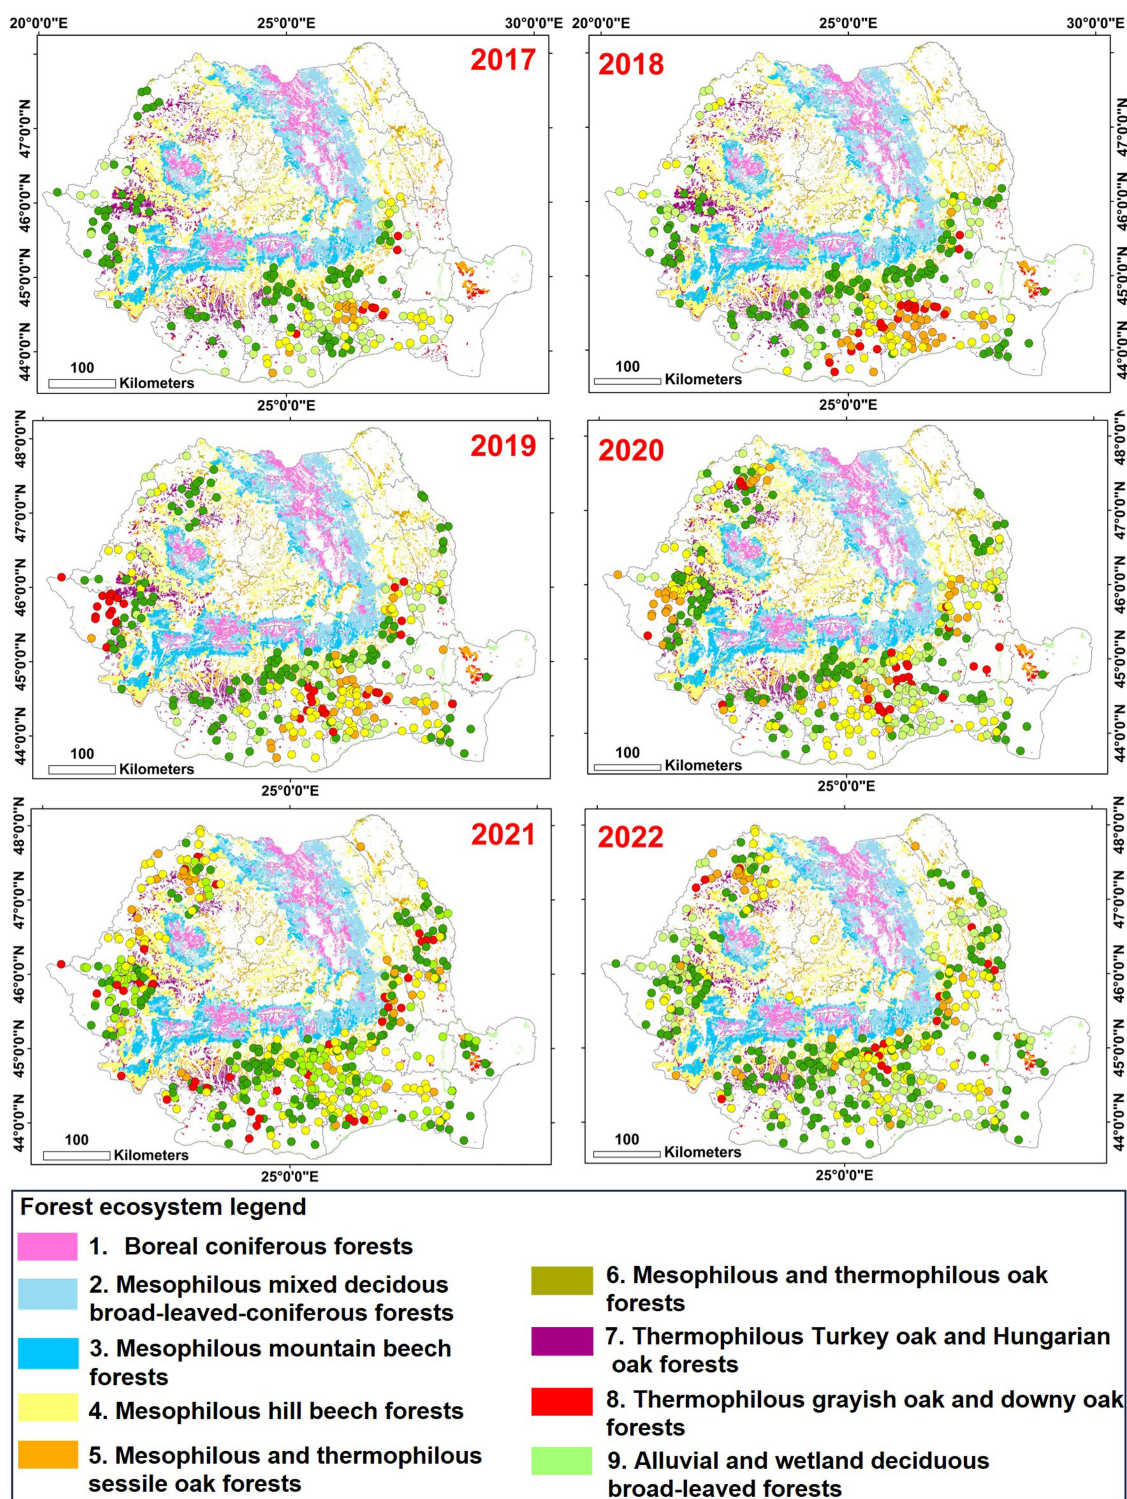 20°0'0"E 25°0'0"E 30°0'0"E 20°0'0"E 25°0'0"E 30°0'0"E
2017
2018
47°0'0"N
46°0'0"N
45°0'0"N
44°0'0"N
47°0'0"N
46°0'0"N
45°0'0"N
44°0'0"N
100
Kilometers
100
Kilometers
25°0'0"E 25°0'0"E
2019
2020
48°0'0"N
47°0'0"N
46°0'0"N
45°0'0"N
44°0'0"N
47°0'0"N
46°0'0"N
45°0'0"N
44°0'0"N
100
Kilometers
100
Kilometers
25°0'0"E 25°0'0"E
2021
2022
48°0'0"N
47°0'0"N
46°0'0"N
45°0'0"N
44°0'0"N
48°0'0"N
47°0'0"N
46°0'0"N
45°0'0"N
44°0'0"N
100
Kilometers
100
Kilometers
25°0'0"E 25°0'0"E
Forest ecosystem legend
1. Boreal coniferous forests
2. Mesophilous mixed decidous
broad-leaved-coniferous forests
3. Mesophilous mountain beech
forests
4. Mesophilous hill beech forests
5. Mesophilous and thermophilous
sessile oak forests
6. Mesophilous and thermophilous oak
forests
7. Thermophilous Turkey oak and Hungarian
oak forests
8. Thermophilous grayish oak and downy oak
forests
9. Alluvial and wetland deciduous
broad-leaved forests